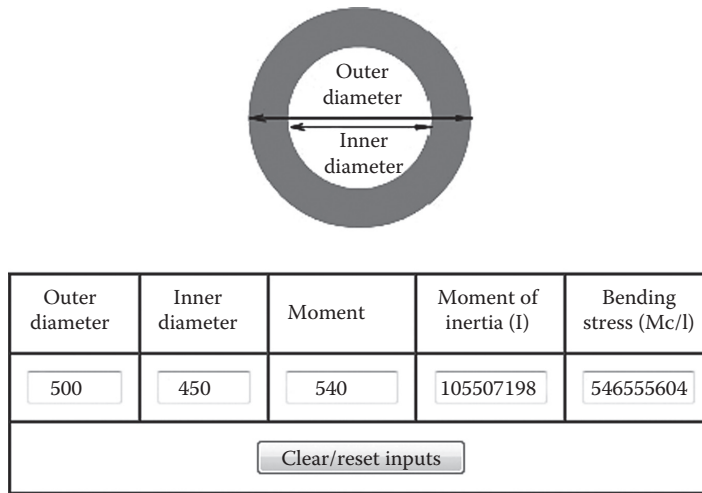 Outer
diameter
Inner
diameter
Outer
diameter
Inner
diameter
Moment
Moment of
inertia (I)
Bending
stress (Mc/l)
500
450
540
105507198
546555604
Clear/reset inputs